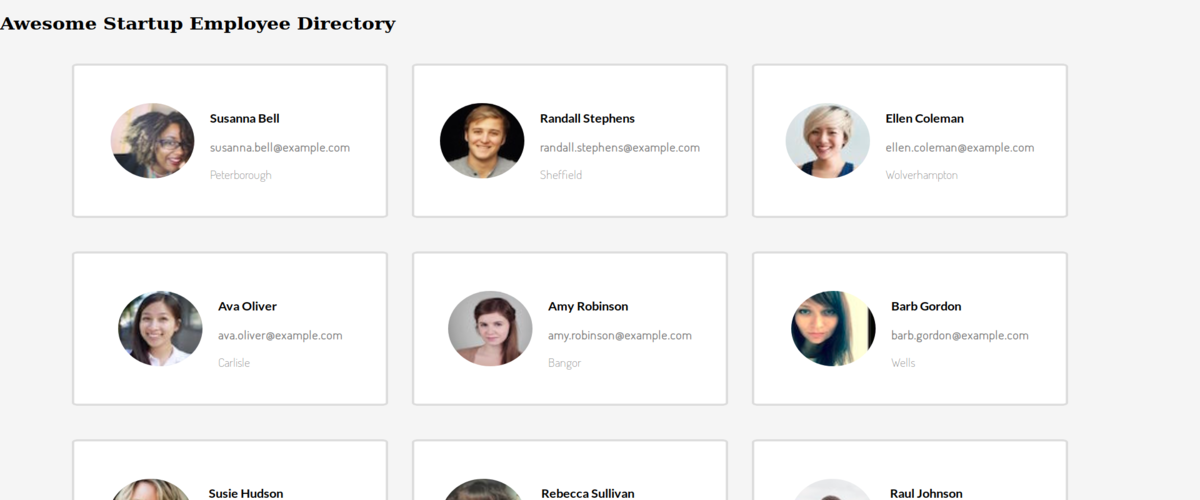 Awesome Startup Employee Directory
Susanna Bell
susanna.bell@example.com
Peterborough
Randall Stephens
randall.stephens@example.com
Sheffield
Ellen Coleman
ellen.coleman@example.com
Wolverhampton
Ava Oliver
ava.oliver@example.com
Carlisle
Amy Robinson
amy.robinson@example.com
Bangor
Barb Gordon
barb.gordon@example.com
Wells
Susie Hudson
Rebecca Sullivan
Raul Johnson